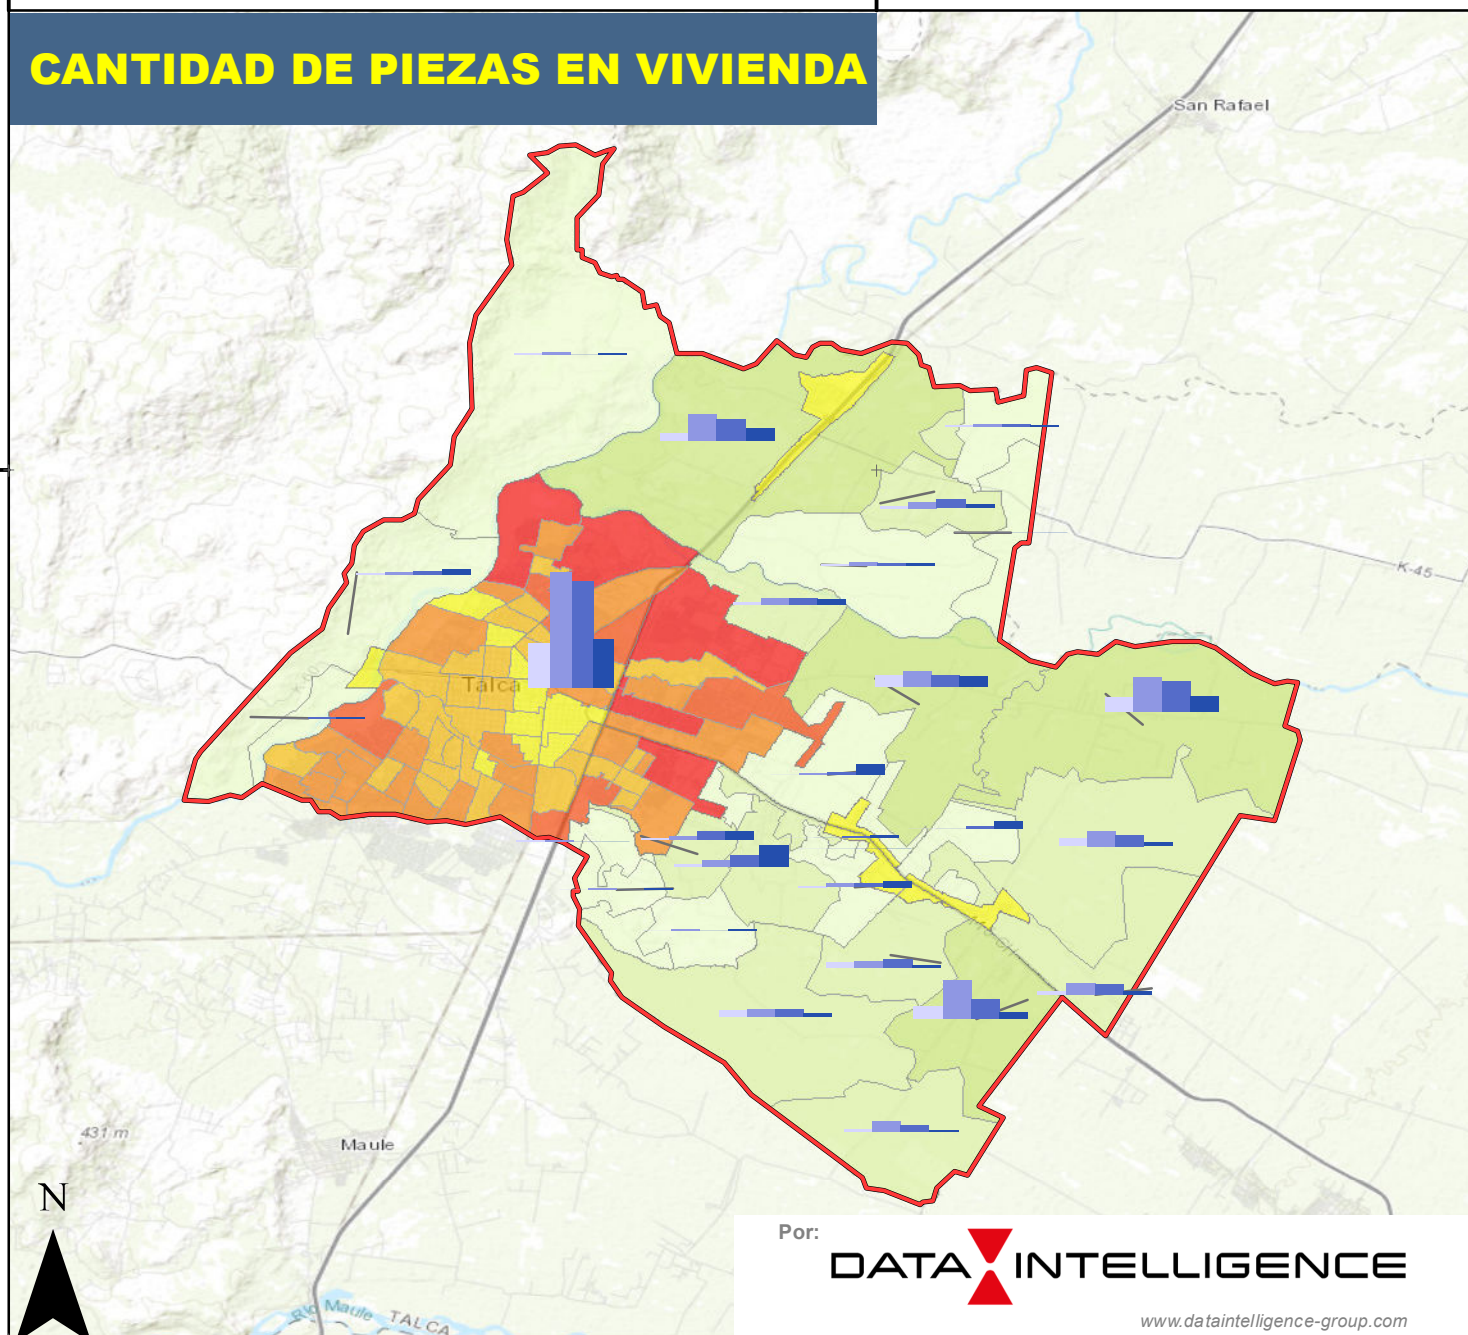 CANTIDAD DE PIEZAS EN VIVIENDA
San Rafael
K-45
Talca
431 m
Maule
N
Río Maule
TALCA
Por:
DATA INTELLIGENCE
www.dataintelligence-group.com